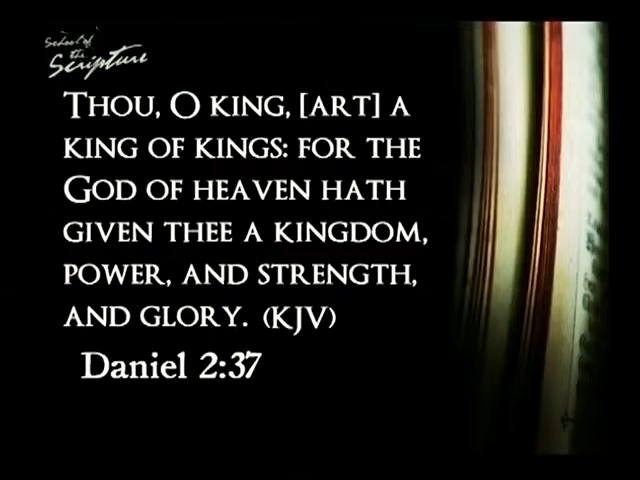 School of
the
Scripture
THOU, O KING, [ART] A
KING OF KINGS: FOR THE
GOD OF HEAVEN HATH
GIVEN THEE A KINGDOM,
POWER, AND STRENGTH,
AND GLORY. (KJV)
Daniel 2:37